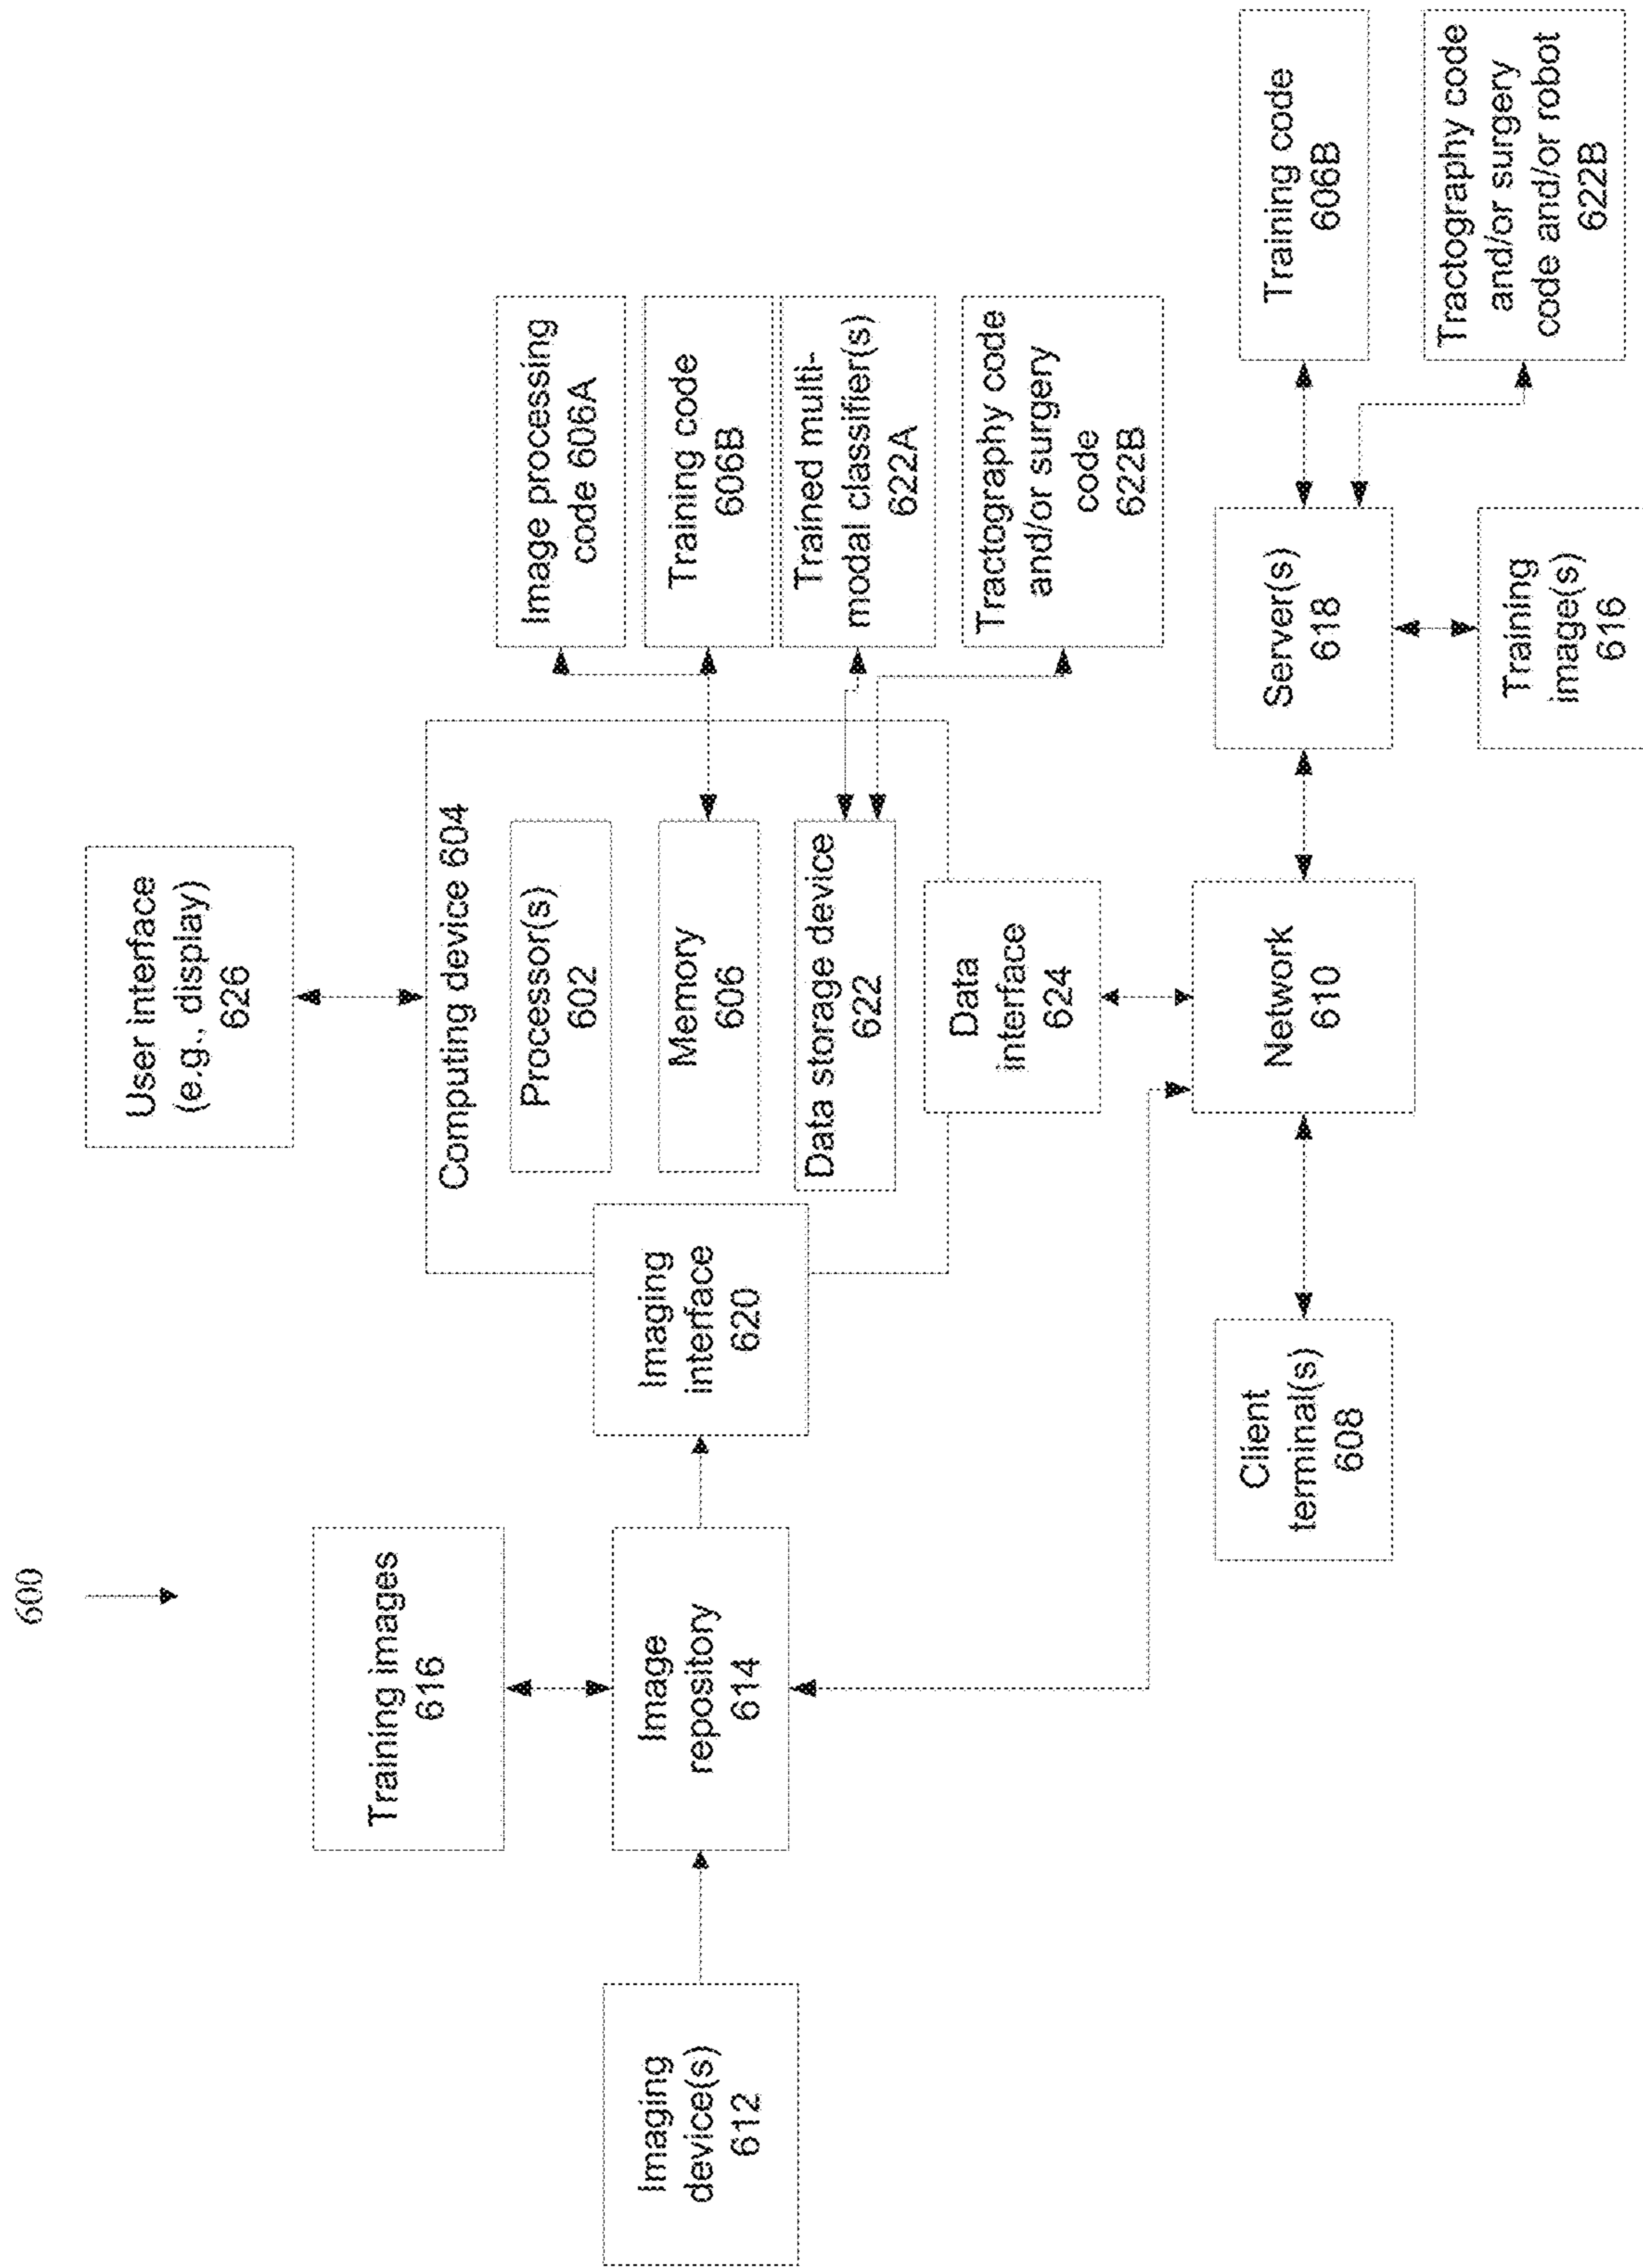 600
Imaging
device(s)
612
Training images
616
Image
repository
614
Imaging
interface
620
User interface
(e.g., display)
626
Computing device 604
Processor(s)
602
Memory
606
Data storage device
622
Data
interface
624
Image processing
code 606A
Training code
606B
Trained multi-
modal classifier(s)
622A
Tractography code
and/or surgery
code
622B
Client
terminal(s)
608
Network
610
Server(s)
618
Training
image(s)
616
Training code
606B
Tractography code
and/or surgery
code and/or robot
622B